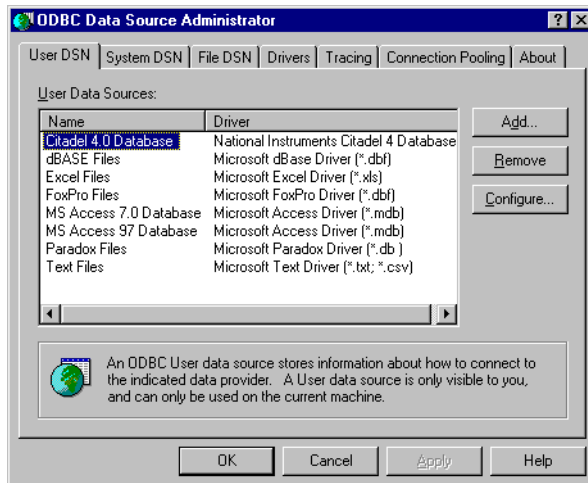 ODBC Data Source Administrator
User DSN System DSN File DSN Drivers Tracing Connection Pooling About
User Data Sources:
Name Driver
Citadel 4.0 Database National Instruments Citadel 4 Database
dBASE Files Microsoft dBase Driver (*.dbf)
Excel Files Microsoft Excel Driver (*.xls)
FoxPro Files Microsoft FoxPro Driver (*.dbf)
MS Access 7.0 Database Microsoft Access Driver (*.mdb)
MS Access 97 Database Microsoft Access Driver (*.mdb)
Paradox Files Microsoft Paradox Driver (*.db )
Text Files Microsoft Text Driver (*.txt; *.csv)
Add...
Remove
Configure...
An ODBC User data source stores information about how to connect to
the indicated data provider. A User data source is only visible to you,
and can only be used on the current machine.
OK Cancel Apply Help